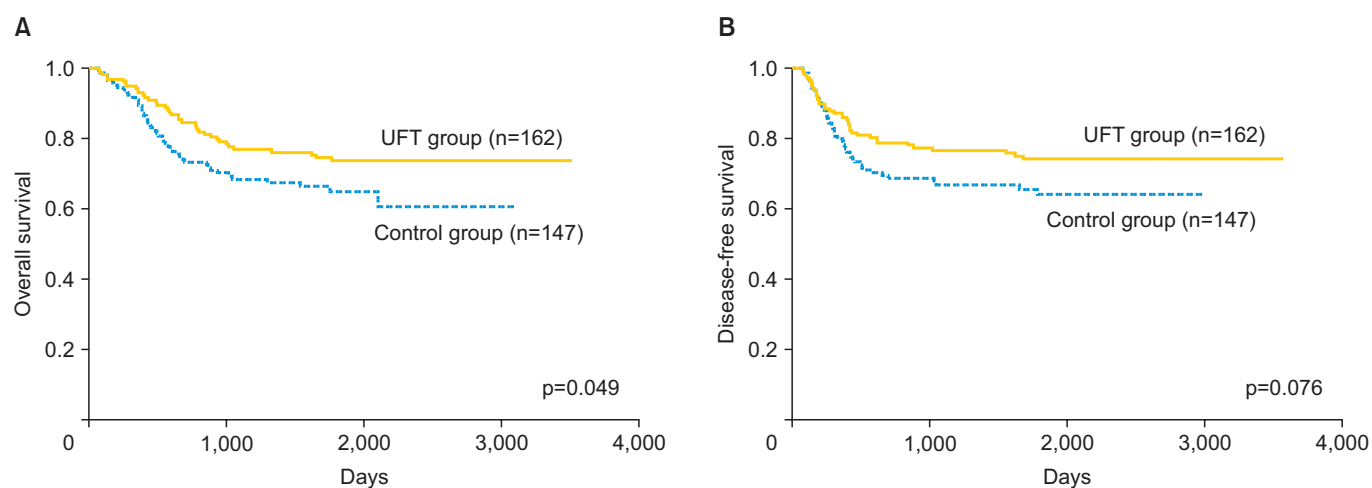 A
Overall survival
1.0
0.8
0.6
0.4
0.2
0
1,000
2,000
3,000
4,000
Days
UFT group (n=162)
Control group (n=147)
p=0.049
B
Disease-free survival
1.0
0.8
0.6
0.4
0.2
0
1,000
2,000
3,000
4,000
Days
UFT group (n=162)
Control group (n=147)
p=0.076